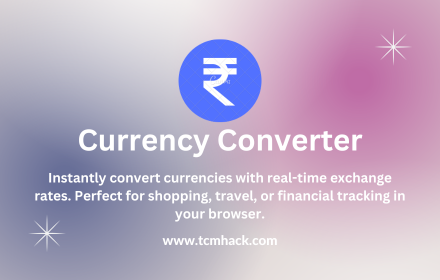 ₹
Currency Converter
Instantly convert currencies with real-time exchange
rates. Perfect for shopping, travel, or financial tracking in
your browser.
www.tcmhack.com